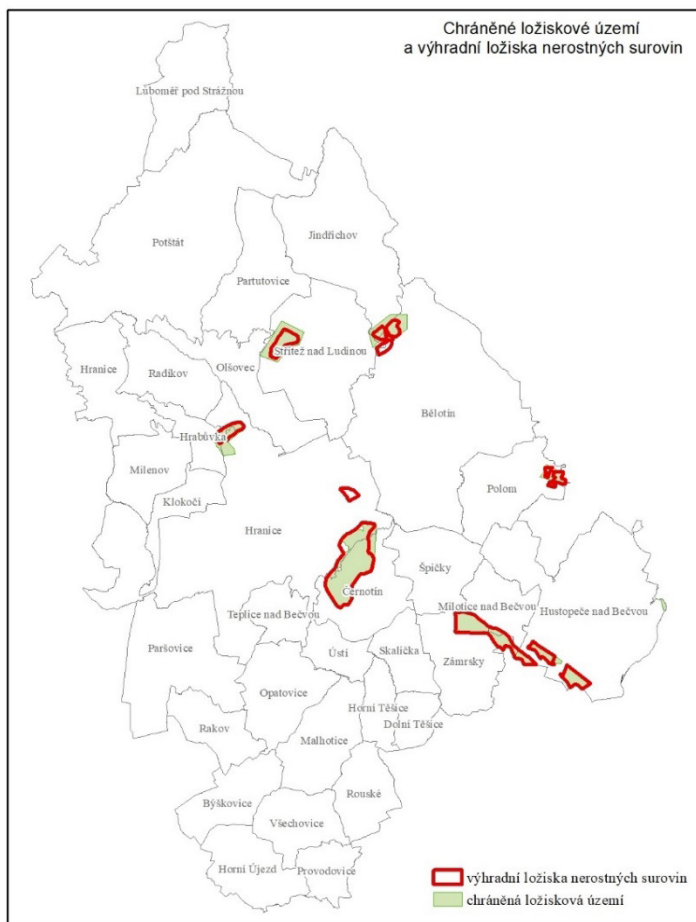 Chráněné ložiskové území
a výhradní ložiska nerostných surovin
Luboměř pod Strážnou
Potštát
Jindřichov
Partutovice
Hranice
Radíkov
Olšovec
Střítež nad Ludinou
Bělotín
Hrabůvka
Milenov
Klokočí
Polom
Hranice
Špičky
Černotín
Milotice nad Bečvou
Hustopeče nad Bečvou
Teplice nad Bečvou
Paršovice
Ústí
Skalička
Zámrsky
Opatovice
Horní Těšice
Dolní Těšice
Rakov
Malhotice
Rouské
Býškovice
Všechovice
Horní Újezd
Provodovice
výhradní ložiska nerostných surovin
chráněná ložisková území